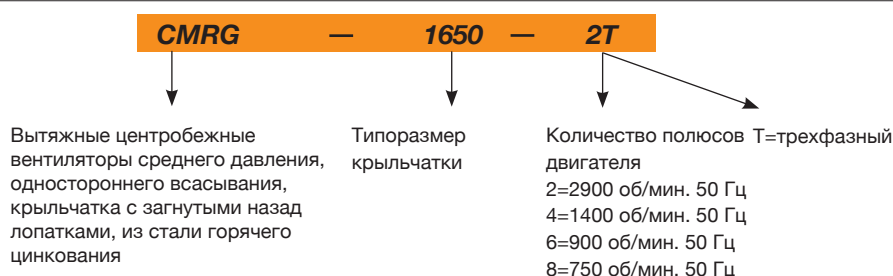 CMRG — 1650 — 2T
Вытяжные центробежные
вентиляторы среднего давления,
одностороннего всасывания,
крыльчатка с загнутыми назад
лопатками, из стали горячего
цинкования
Типоразмер
крыльчатки
Количество полюсов
двигателя
2=2900 об/мин. 50 Гц
4=1400 об/мин. 50 Гц
6=900 об/мин. 50 Гц
8=750 об/мин. 50 Гц
T=трехфазный